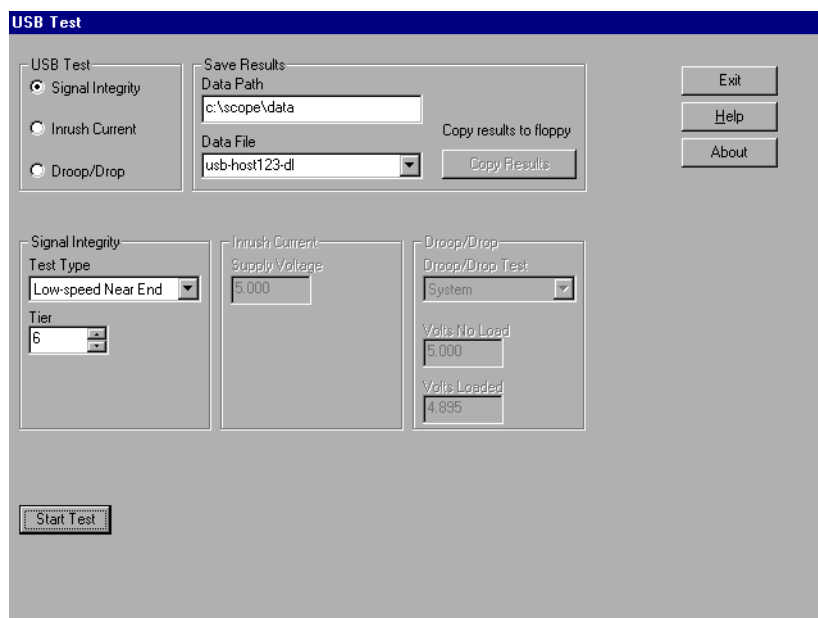 USB Test
USB Test
Signal Integrity
Inrush Current
Droop/Drop
Save Results
Data Path
c:\scope\data
Data File
usb-host123-dl
Copy results to floppy
Copy Results
Exit
Help
About
Signal Integrity
Test Type
Low-speed Near End
Tier
6
Inrush Current
Supply Voltage
5.000
Droop/Drop
Droop/Drop Test
System
Volts No Load
5.000
Volts Loaded
4.895
Start Test